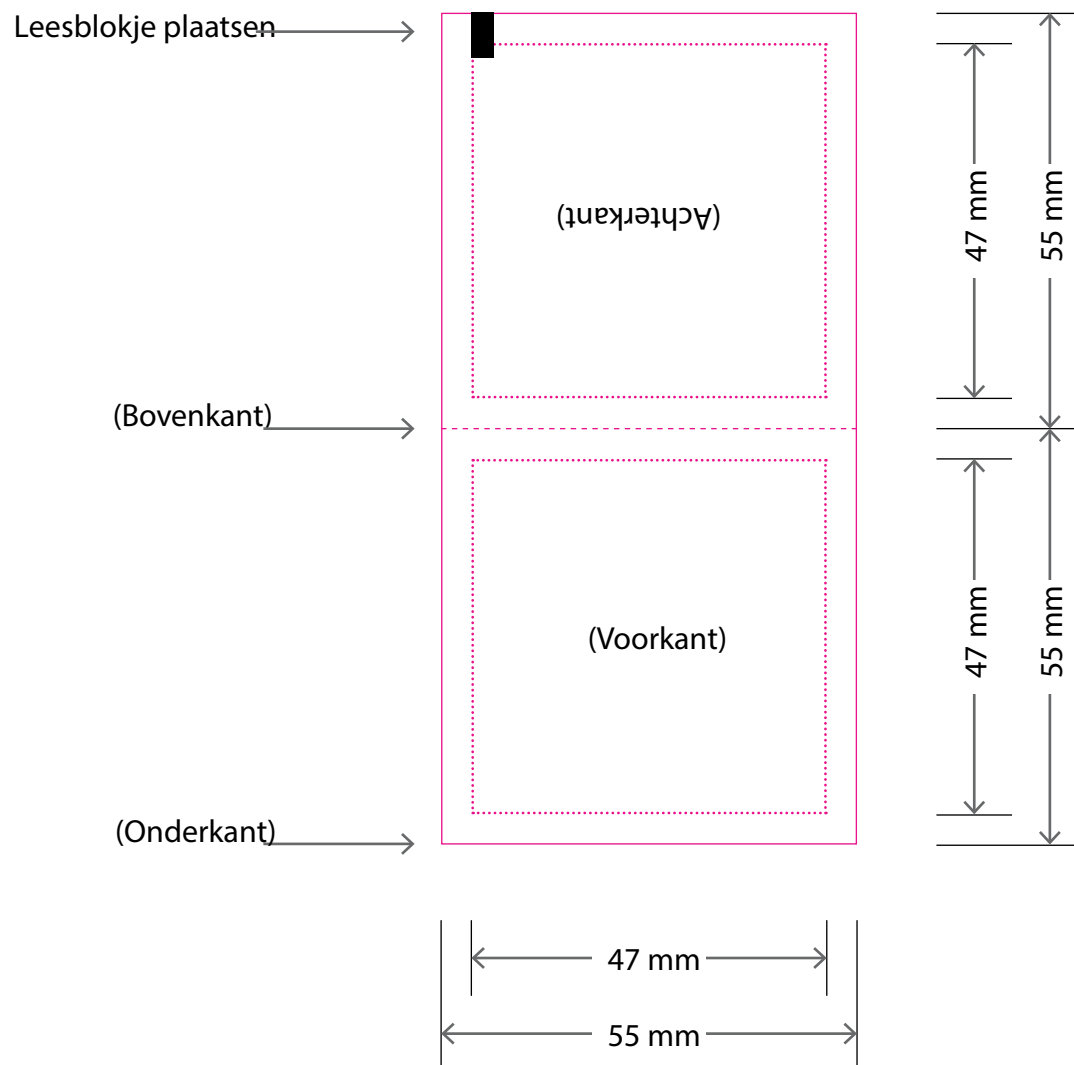 Leesblokje plaatsen
(Achterkant)
47 mm
55 mm
(Bovenkant)
(Voorkant)
47 mm
55 mm
(Onderkant)
47 mm
55 mm